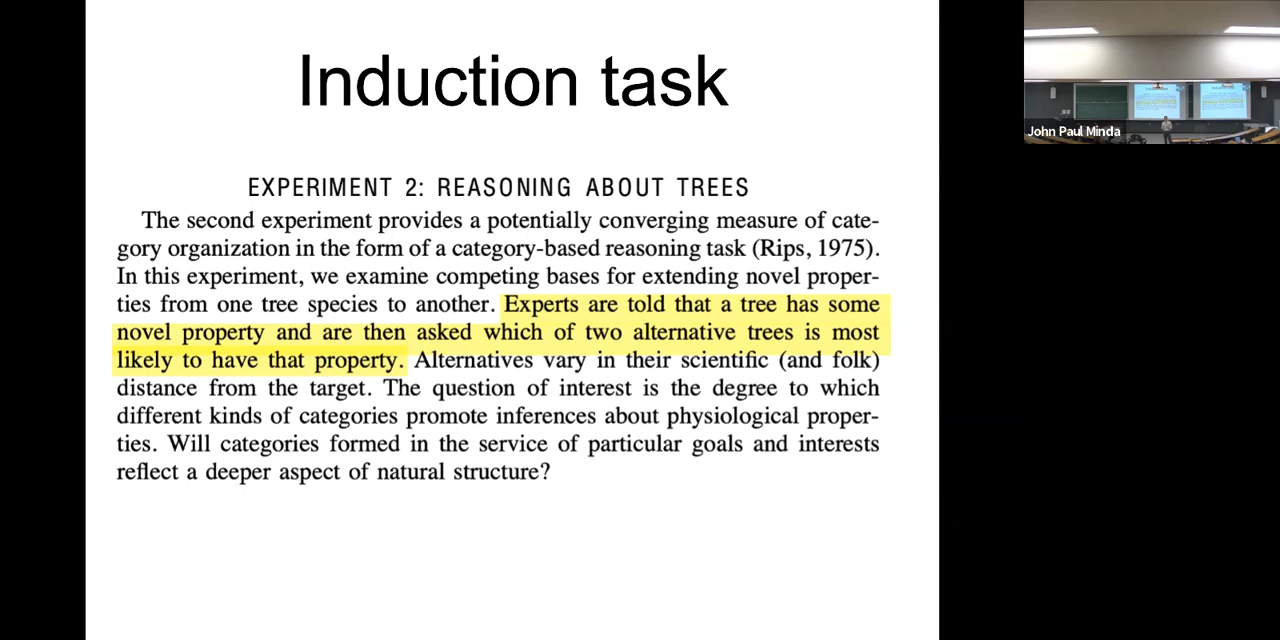 Induction task
EXPERIMENT 2: REASONING ABOUT TREES
The second experiment provides a potentially converging measure of cate-
gory organization in the form of a category-based reasoning task (Rips, 1975).
In this experiment, we examine competing bases for extending novel proper-
ties from one tree species to another. Experts are told that a tree has some
novel property and are then asked which of two alternative trees is most
likely to have that property. Alternatives vary in their scientific (and folk)
distance from the target. The question of interest is the degree to which
different kinds of categories promote inferences about physiological proper-
ties. Will categories formed in the service of particular goals and interests
reflect a deeper aspect of natural structure?
John Paul Minda